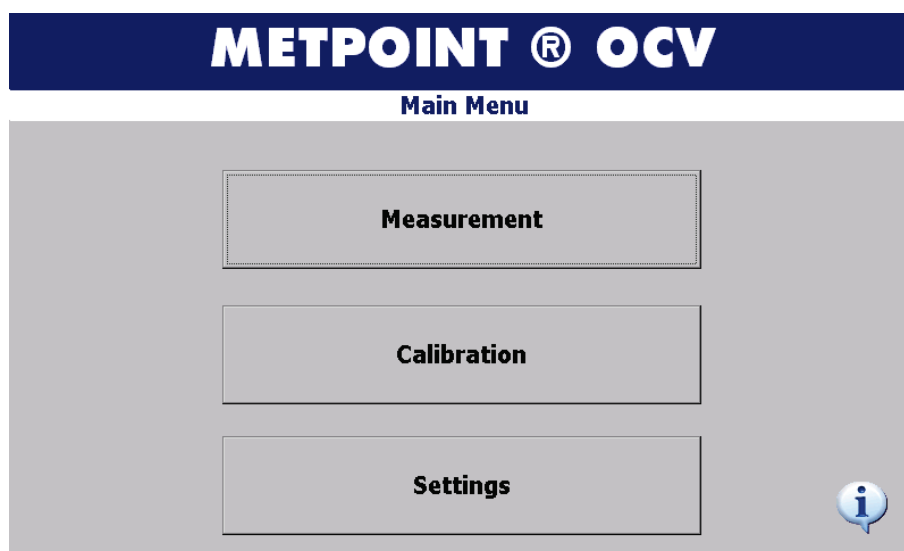 METPOINT ® OCV
Main Menu
Measurement
Calibration
Settings
i